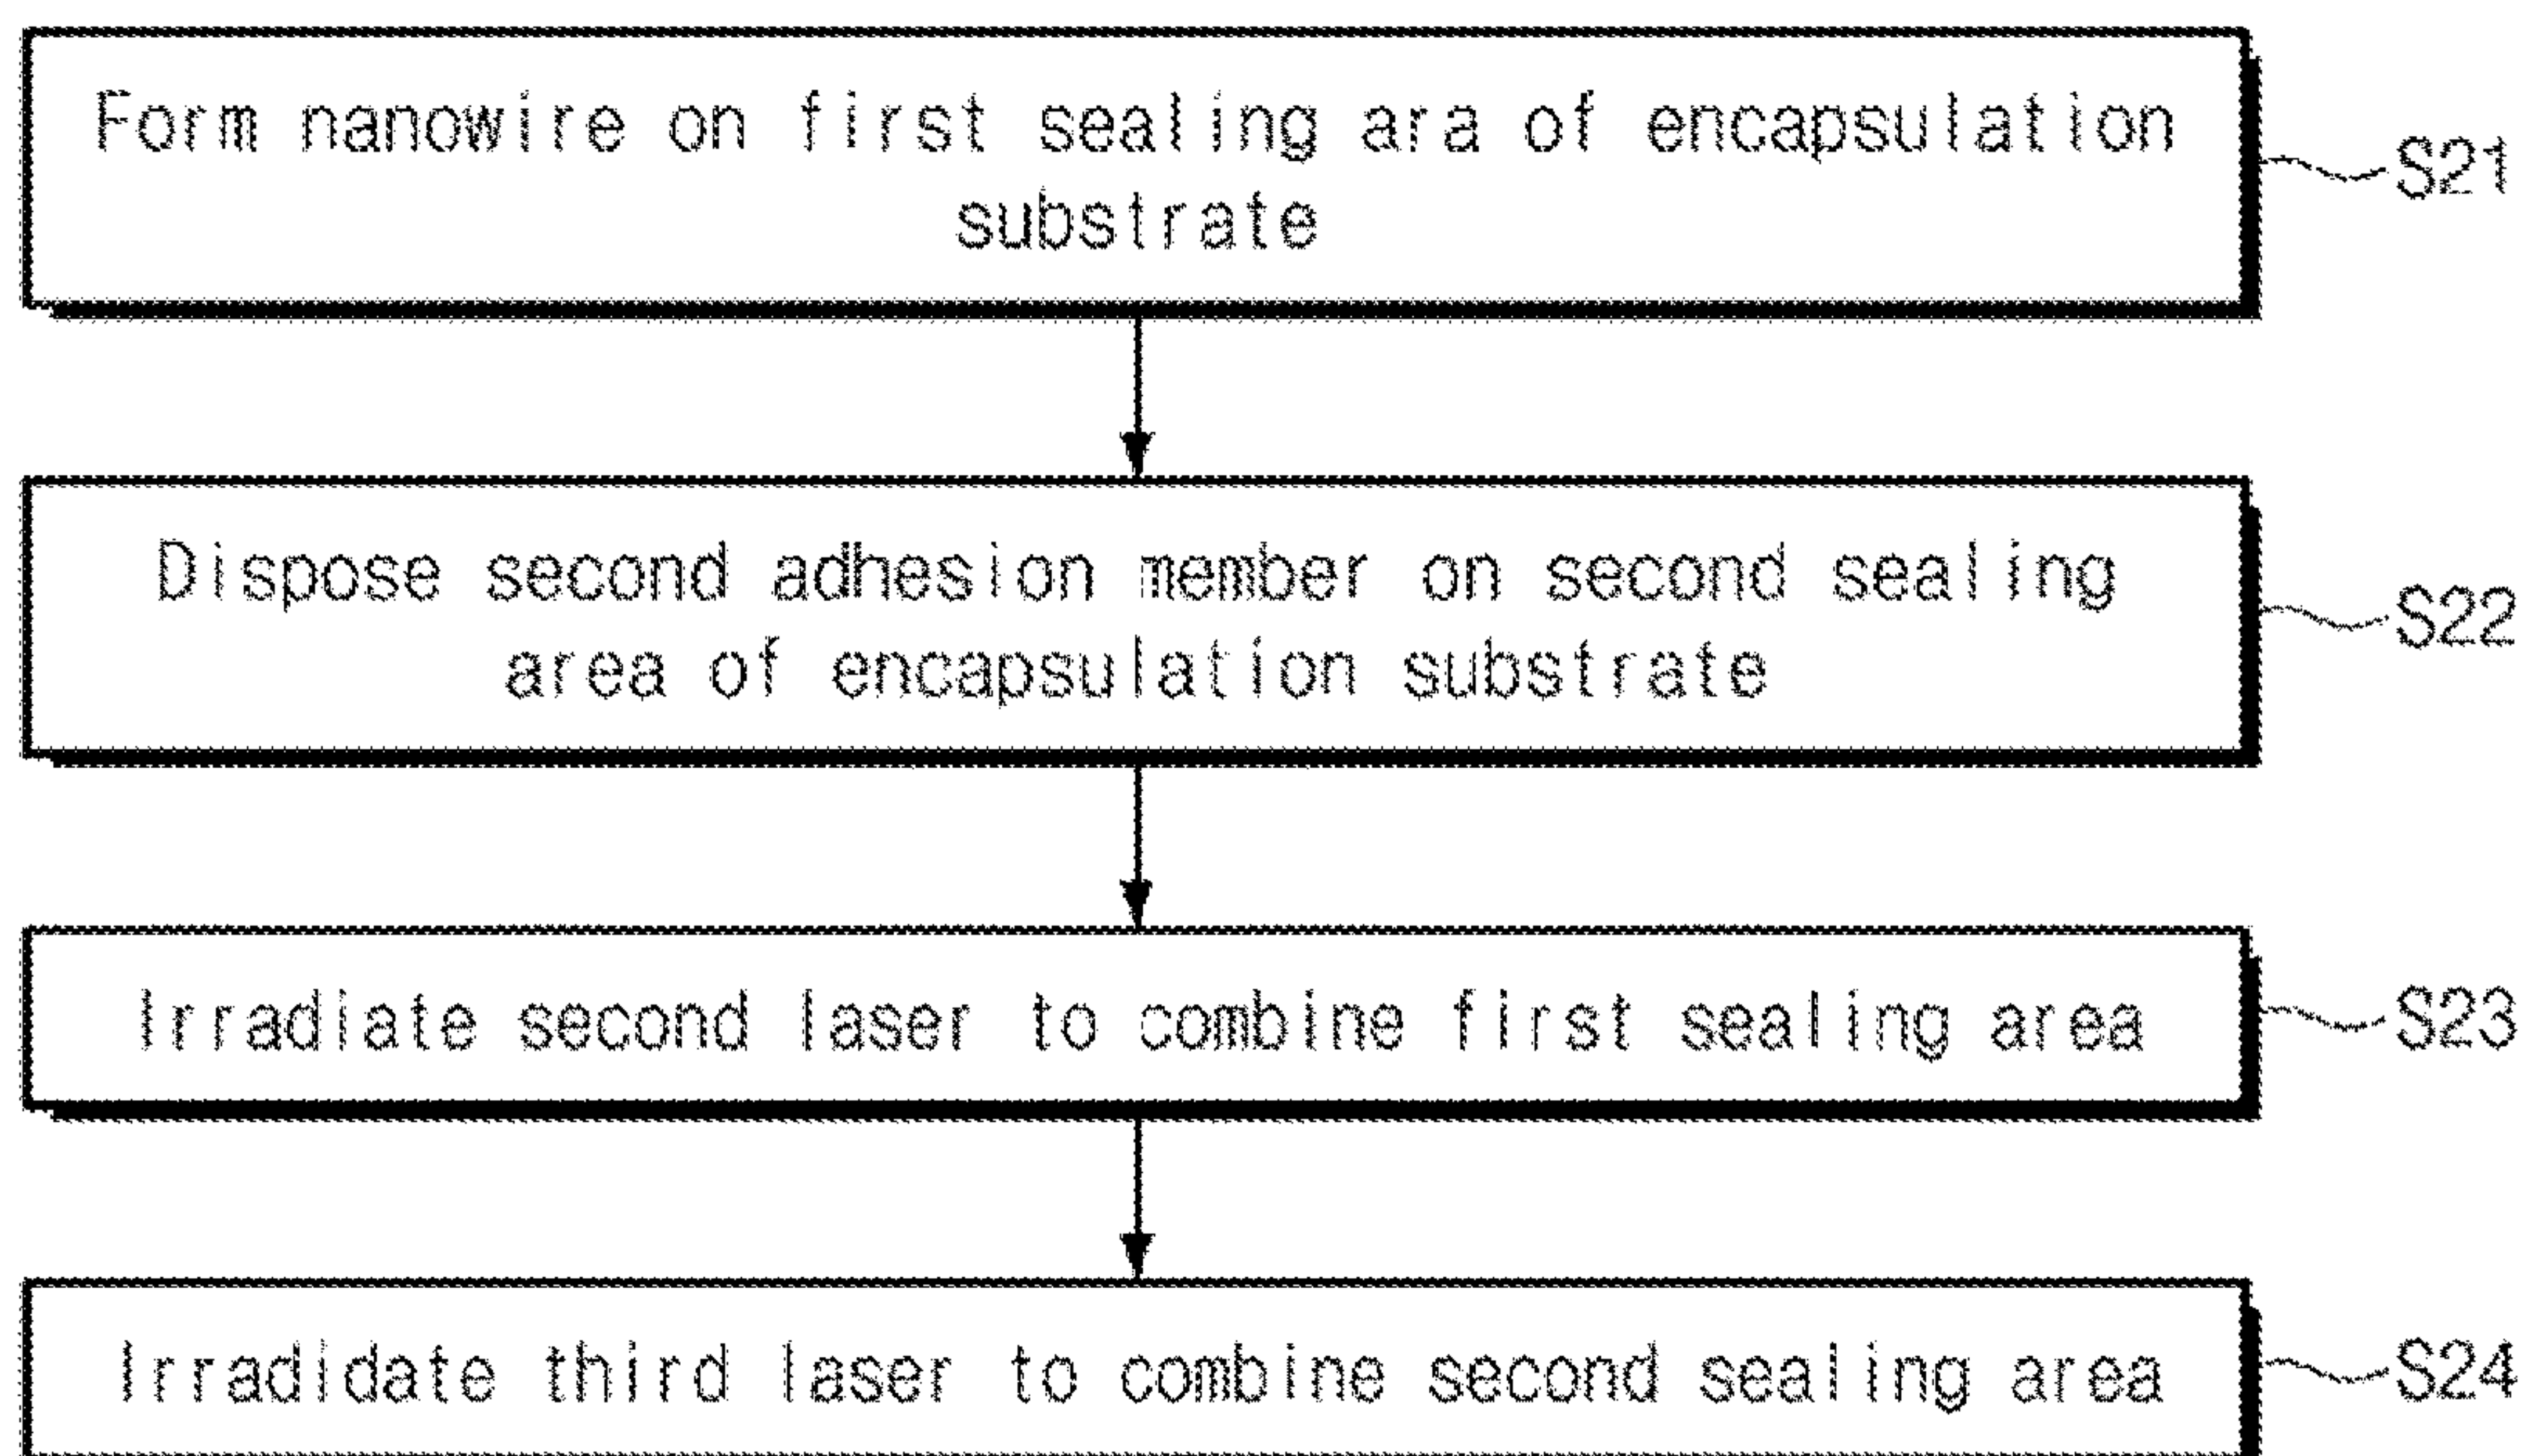 Form nanowire on first sealing ara of encapsulation
substrate
S21
Dispose second adhesion member on second sealing
area of encapsulation substrate
S22
Irradiate second laser to combine first sealing area
S23
Irradidate third laser to combine second sealing area
S24